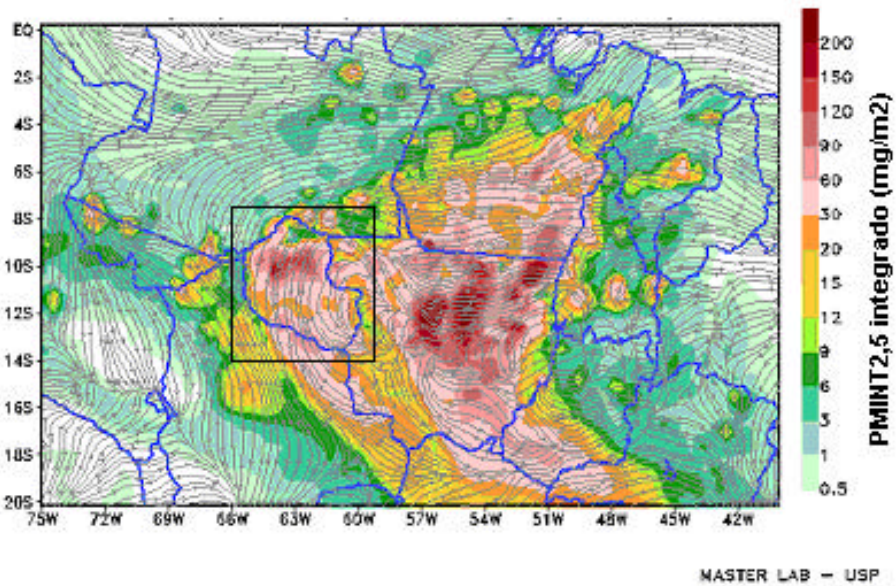 EQ
2S
4S
6S
8S
10S
12S
14S
16S
18S
20S
75W 72W 69W 66W 63W 60W 57W 54W 51W 48W 45W 42W
200
150
120
90
60
30
20
15
12
9
6
3
1
0.5
PMINT2,5 integrado (mg/m2)
MASTER LAB – USP